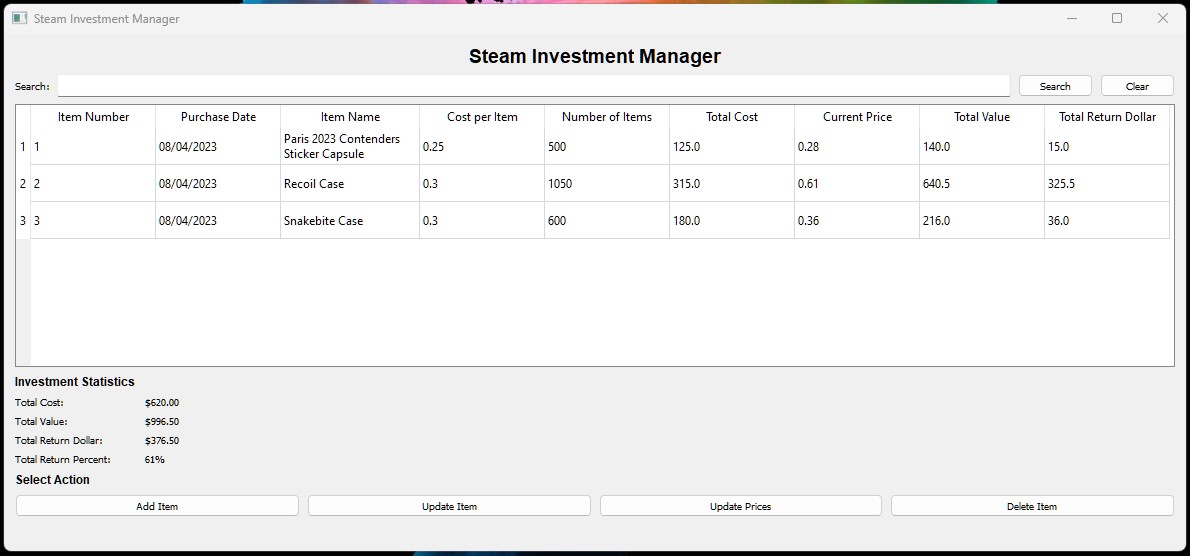 Steam Investment Manager
Steam Investment Manager
Search: Search Clear
Item Number Purchase Date Item Name Cost per Item Number of Items Total Cost Current Price Total Value Total Return Dollar
1 1 08/04/2023 Paris 2023 Contenders
Sticker Capsule 0.25 500 125.0 0.28 140.0 15.0
2 2 08/04/2023 Recoil Case 0.3 1050 315.0 0.61 640.5 325.5
3 3 08/04/2023 Snakebite Case 0.3 600 180.0 0.36 216.0 36.0
Investment Statistics
Total Cost: $620.00
Total Value: $996.50
Total Return Dollar: $376.50
Total Return Percent: 61%
Select Action
Add Item Update Item Update Prices Delete Item